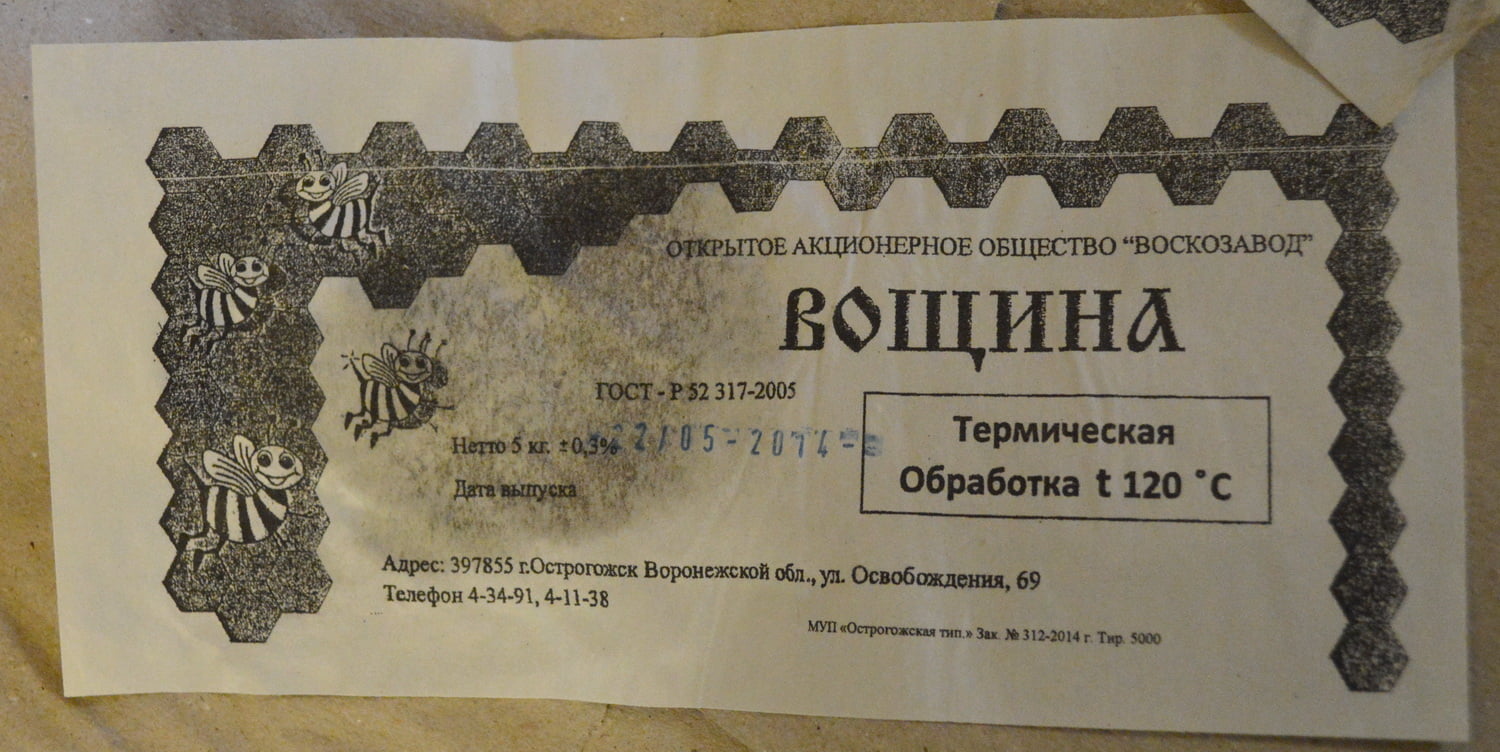 ОТКРЫТОЕ АКЦИОНЕРНОЕ ОБЩЕСТВО “ВОСКОЗАВОД”
ВОЩИНА
ГОСТ - Р 52 317-2005
Термическая
Обработка t 120 °С
Нетто 5 кг. ±0,3%
22/05-2014-
Дата выпуска
Адрес: 397855 г.Острогожск Воронежской обл., ул. Освобождения, 69
Телефон 4-34-91, 4-11-38
МУП «Острогожская тип.» Зак. № 312-2014 г. Тир. 5000